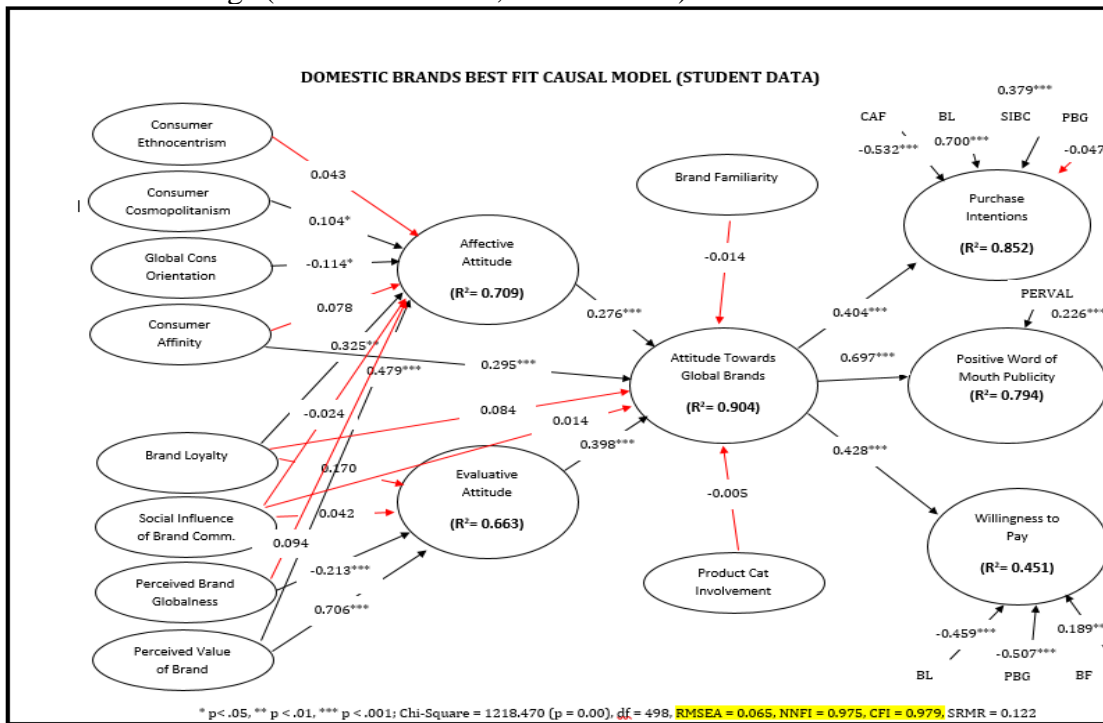 DOMESTIC BRANDS BEST FIT CAUSAL MODEL (STUDENT DATA)
Consumer
Ethnocentrism
Consumer
Cosmopolitanism
Global Cons
Orientation
Consumer
Affinity
Brand Loyalty
Social Influence
of Brand Comm.
Perceived Brand
Globalness
Perceived Value
of Brand
0.043
0.104*
-0.114*
0.078
0.325**
0.479***
-0.024
0.170
0.042
0.094
-0.213***
0.706***
Affective
Attitude
(R²= 0.709)
Evaluative
Attitude
(R²= 0.663)
0.276***
0.295***
0.084
0.014
0.398***
Brand Familiarity
-0.014
Attitude Towards
Global Brands
(R²= 0.904)
-0.005
Product Cat
Involvement
0.404***
0.697***
0.428***
0.379***
CAF BL SIBC PBG
-0.532*** 0.700*** -0.047
Purchase
Intentions
(R²= 0.852)
PERVAL
0.226***
Positive Word of
Mouth Publicity
(R²= 0.794)
Willingness to
Pay
(R²= 0.451)
-0.459*** -0.507*** 0.189**
BL PBG BF
* p< .05, ** p < .01, *** p < .001; Chi-Square = 1218.470 (p = 0.00), df = 498, RMSEA = 0.065, NNFI = 0.975, CFI = 0.979, SRMR = 0.122